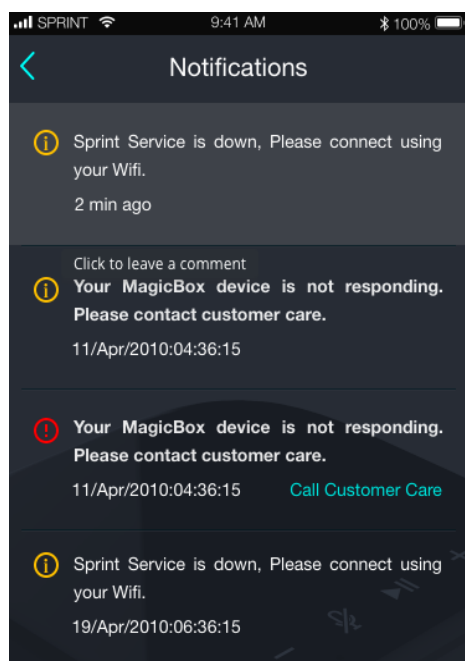 SPRINT 9:41 AM 100%
Notifications
Sprint Service is down, Please connect using
your Wifi.
2 min ago
Click to leave a comment
Your MagicBox device is not responding.
Please contact customer care.
11/Apr/2010:04:36:15
Your MagicBox device is not responding.
Please contact customer care.
11/Apr/2010:04:36:15 Call Customer Care
Sprint Service is down, Please connect using
your Wifi.
19/Apr/2010:06:36:15